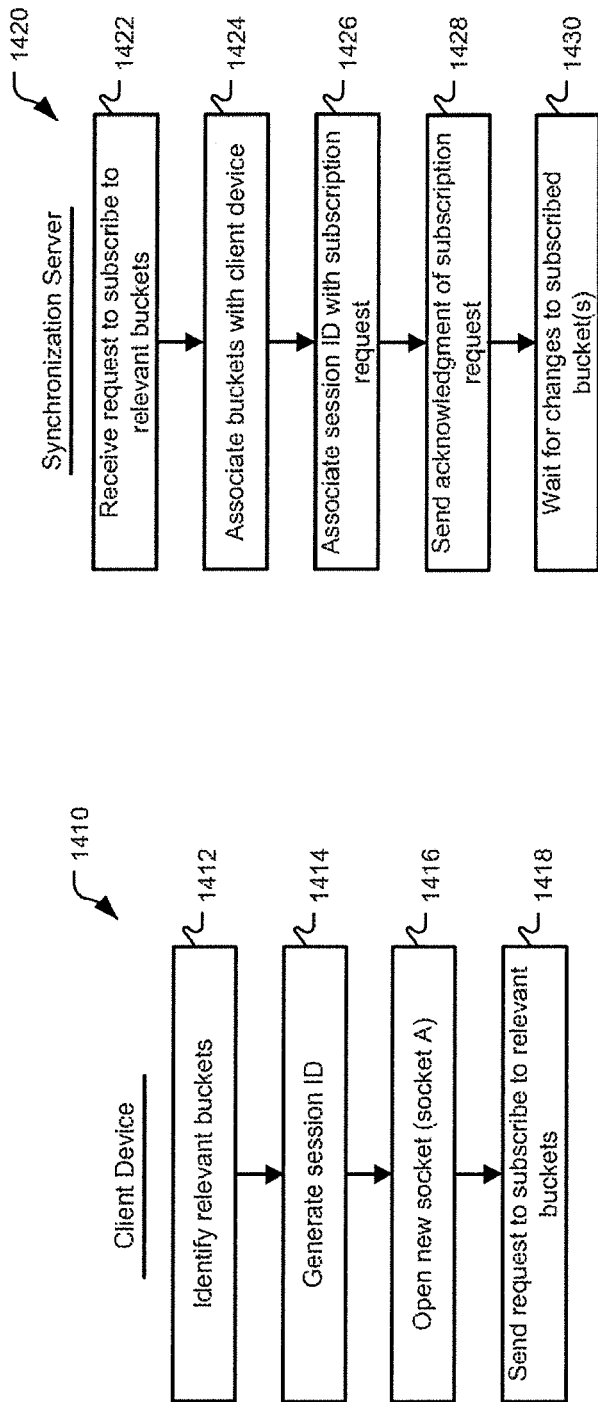 Client Device
1410
Identify relevant buckets
1412
Generate session ID
1414
Open new socket (socket A)
1416
Send request to subscribe to relevant
buckets
1418
Synchronization Server
1420
Receive request to subscribe to
relevant buckets
1422
Associate buckets with client device
1424
Associate session ID with subscription
request
1426
Send acknowledgment of subscription
request
1428
Wait for changes to subscribed
bucket(s)
1430